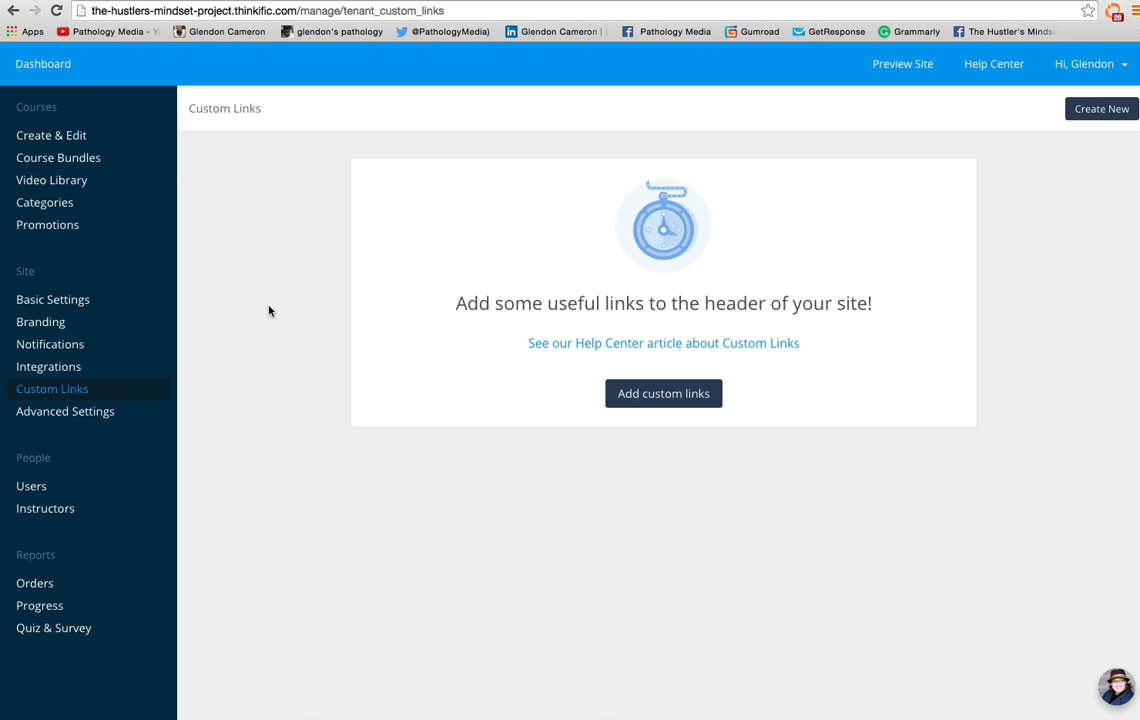 the-hustlers-mindset-project.thinkific.com/manage/tenant_custom_links
28
Apps
Pathology Media -
Glendon Cameron
glendon's pathology
@PathologyMedia)
Glendon Cameron |
Pathology Media
Gumroad
GetResponse
Grammarly
The Hustler's Minds
Dashboard
Preview Site
Help Center
Hi, Glendon
Courses
Create & Edit
Course Bundles
Video Library
Categories
Promotions
Site
Basic Settings
Branding
Notifications
Integrations
Custom Links
Advanced Settings
People
Users
Instructors
Reports
Orders
Progress
Quiz & Survey
Custom Links
Create New
Add some useful links to the header of your site!
See our Help Center article about Custom Links
Add custom links